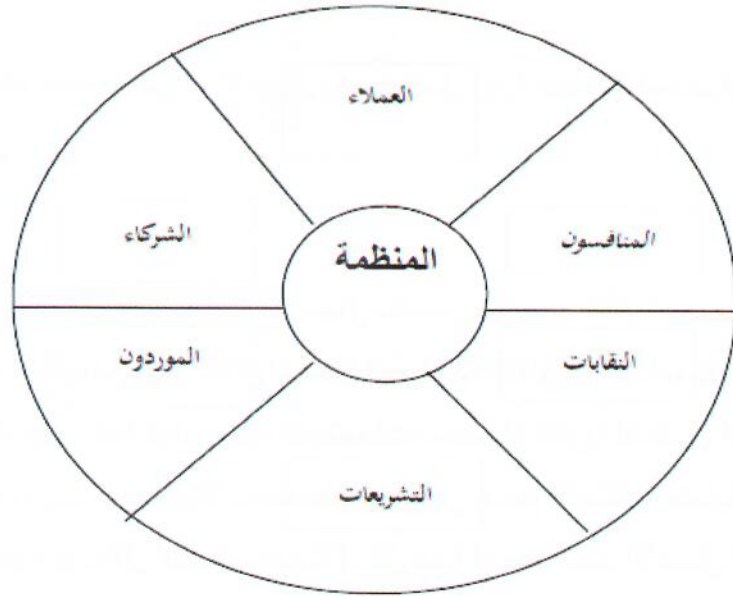 العملاء
المنافسون
الشركاء
المنظمة
النقابات
الموردون
التشريعات